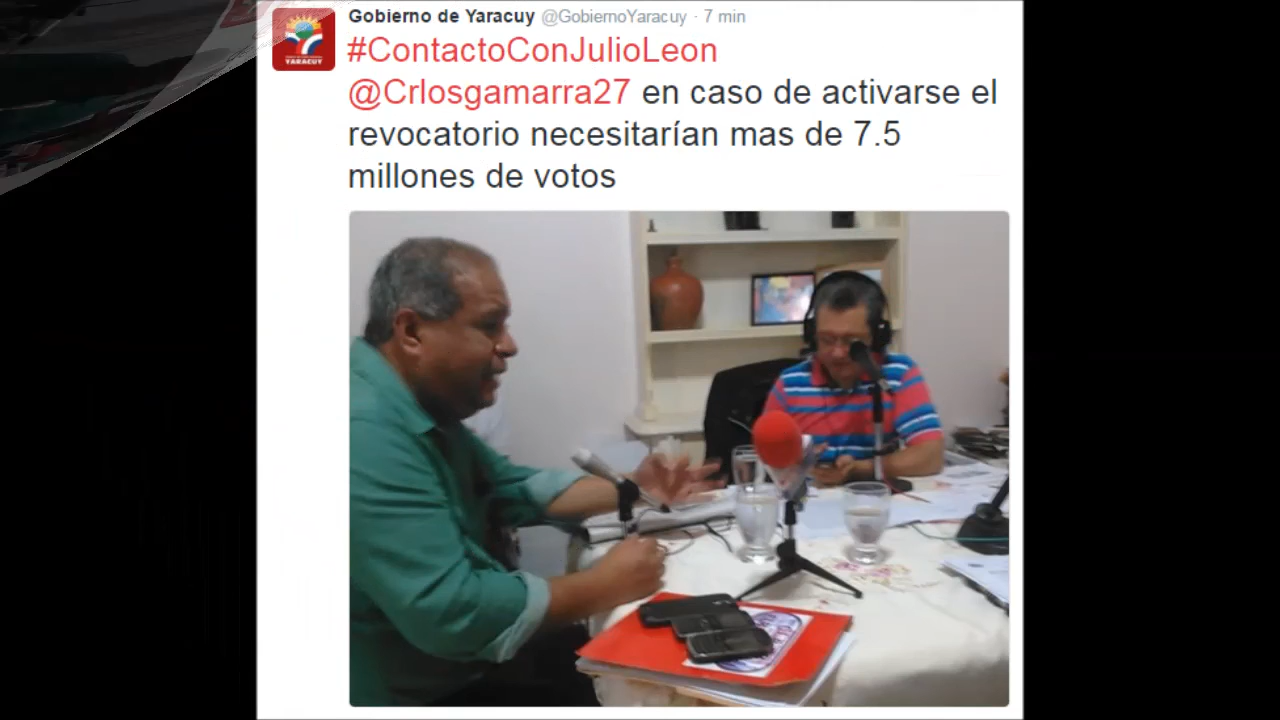 Gobierno de Yaracuy @GobiernoYaracuy · 7 min
#ContactoConJulioLeon
@Crlosgamarra27 en caso de activarse el
revocatorio necesitarían mas de 7.5
millones de votos
YARACUY